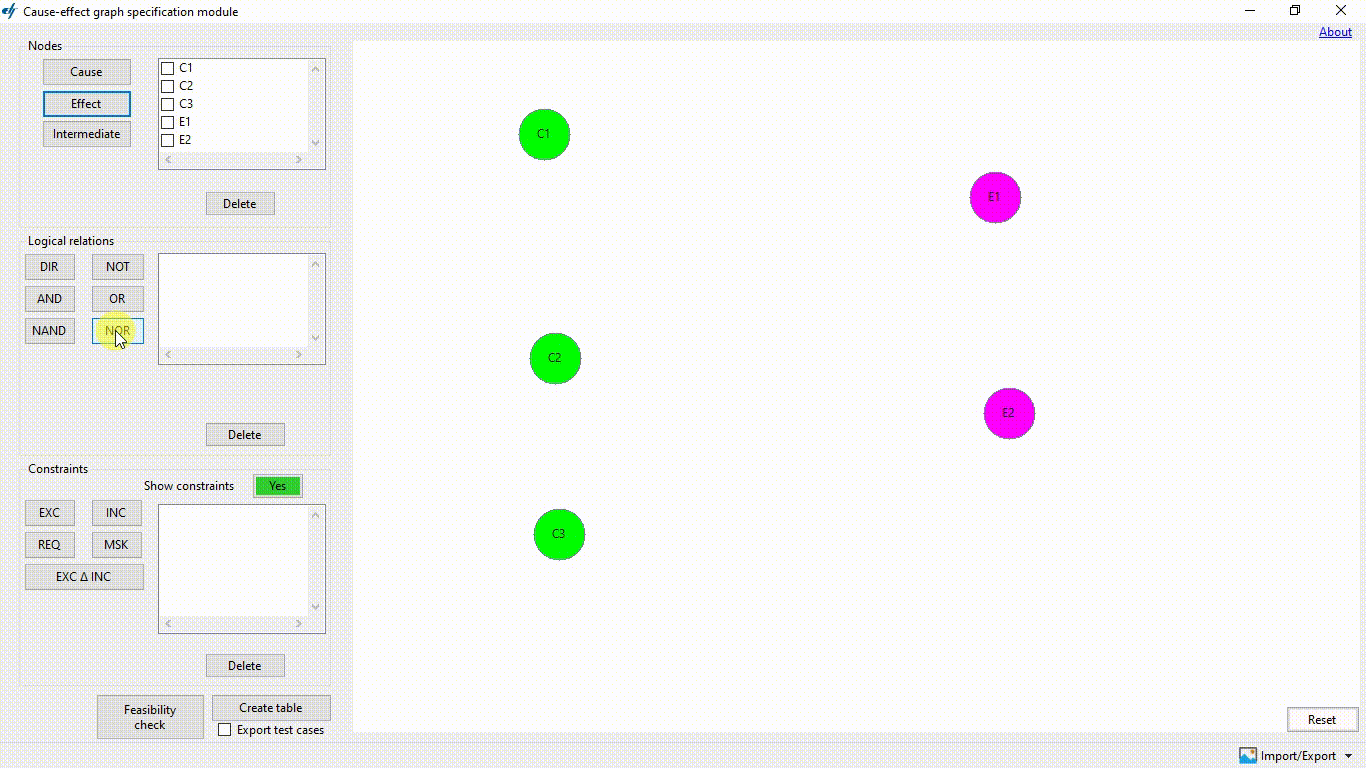 Cause-effect graph specification module
About
Nodes
Cause
Effect
Intermediate
C1
C2
C3
E1
E2
Delete
Logical relations
DIR
NOT
AND
OR
NAND
NOR
Delete
Constraints
Show constraints
Yes
EXC
INC
REQ
MSK
EXC Δ INC
Delete
Feasibility
check
Create table
Export test cases
C1
E1
C2
E2
C3
Reset
Import/Export